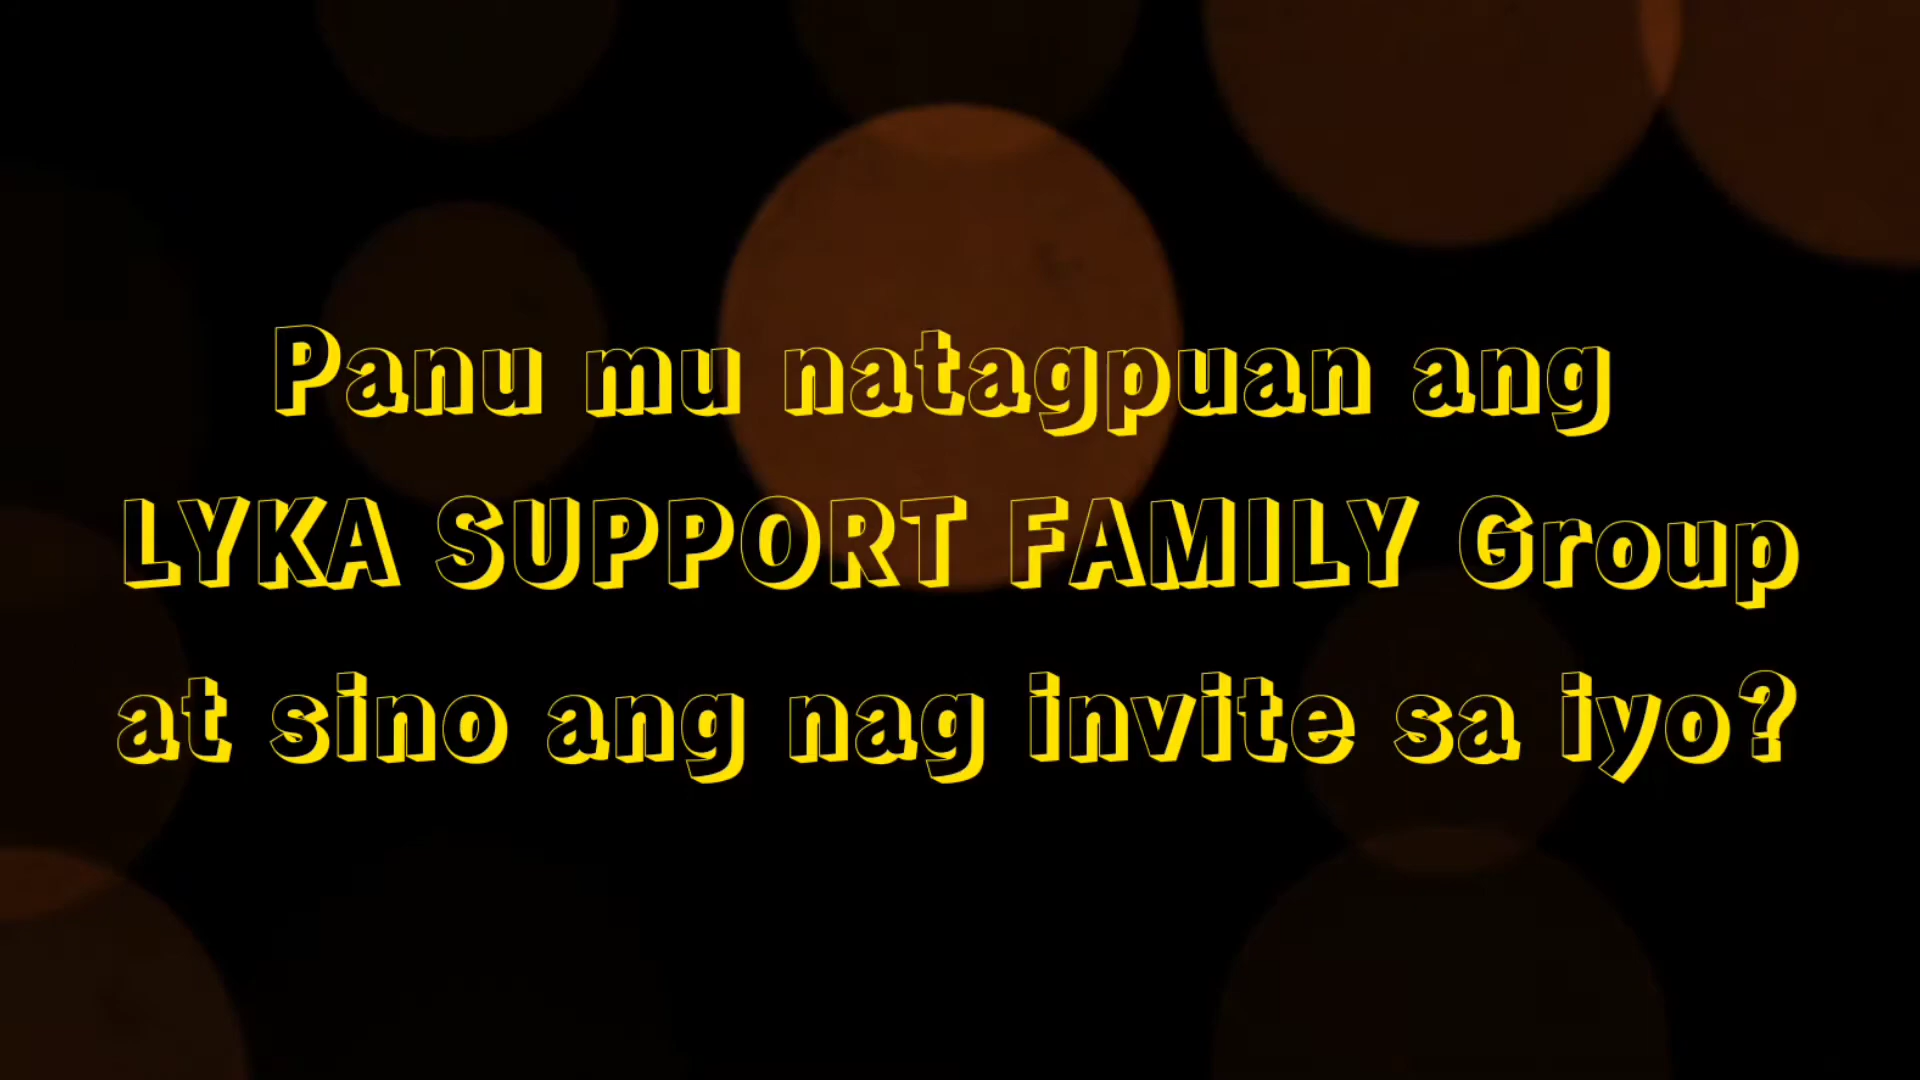 Panu mu natagpuan ang
LYKA SUPPORT FAMILY Group
at sino ang nag invite sa iyo?